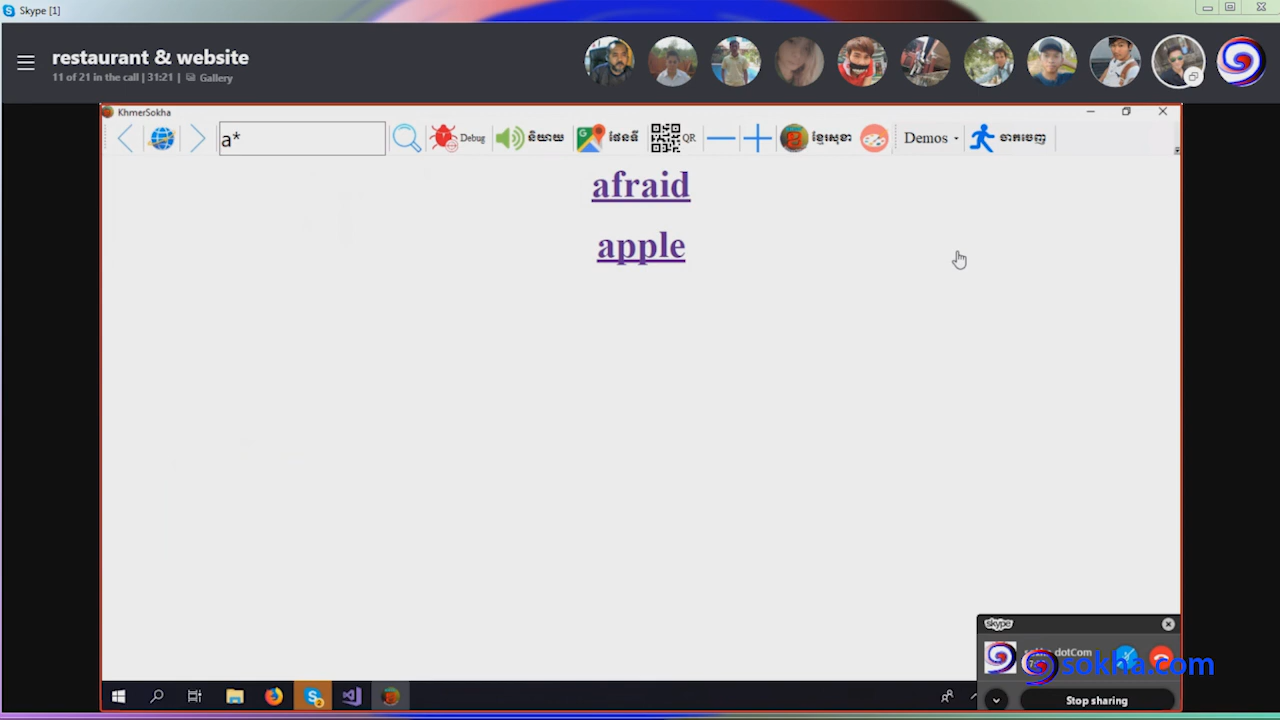 Skype [1]
restaurant & website
11 of 21 in the call | 31:21 | Gallery
KhmerSokha
a*
Debug
និយាយ
ផែនទី
QR
ខ្មែរសុខា
Demos
ចាកចេញ
afraid
apple
skype
sokha dotCom
sokha.com
Stop sharing